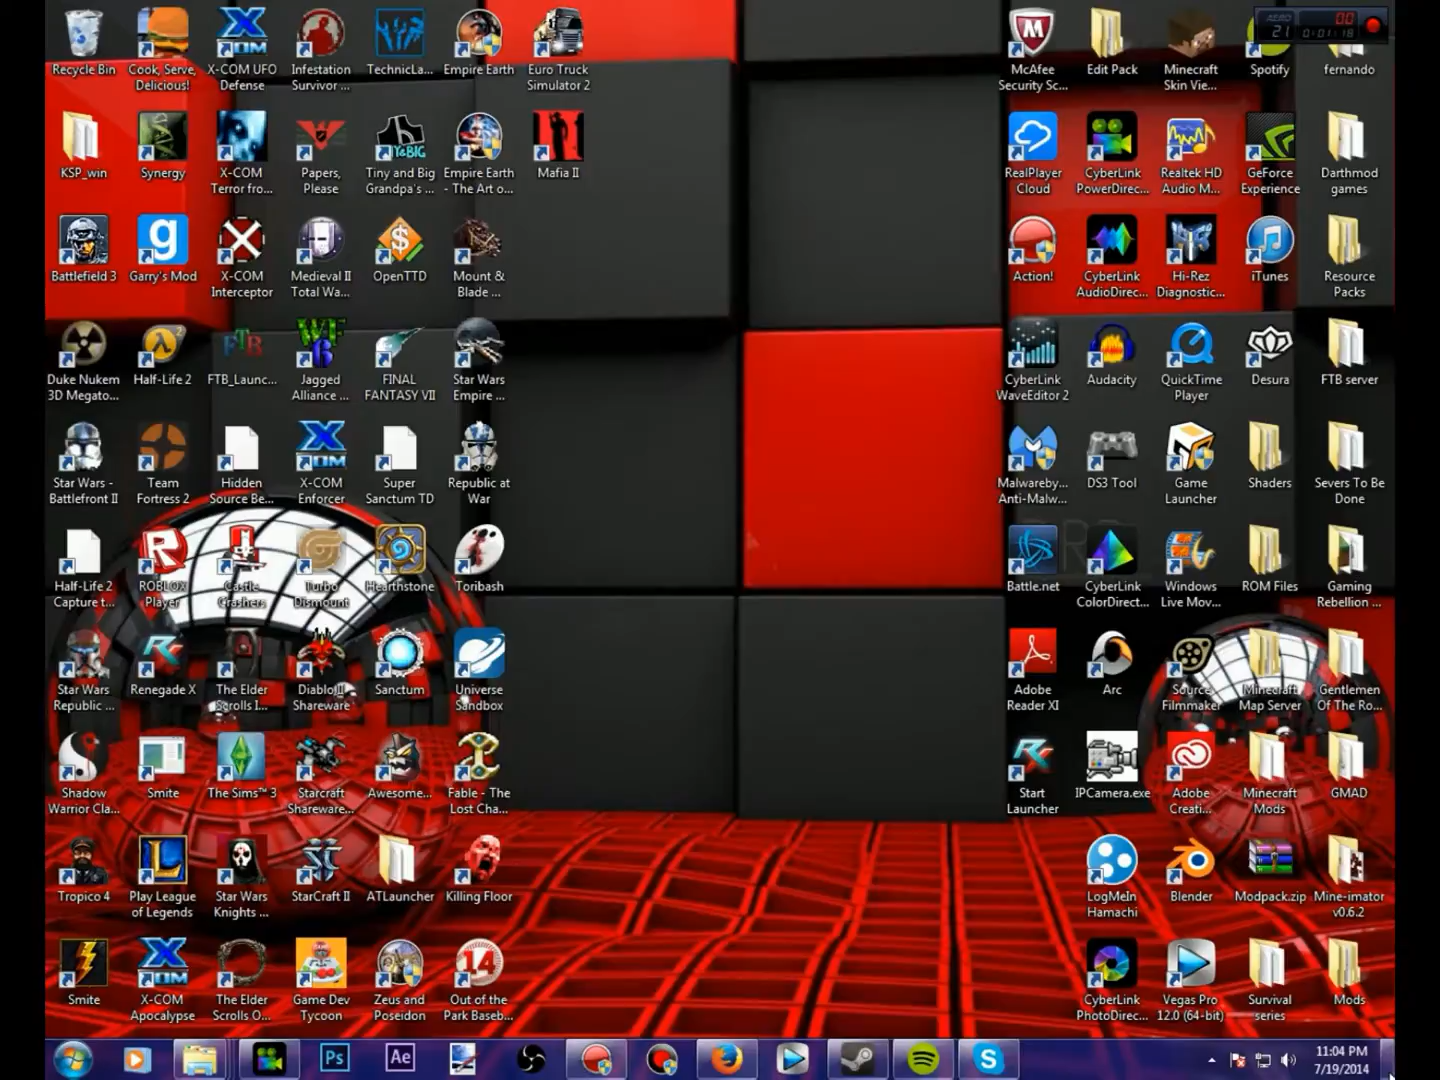 Recycle Bin
Cook, Serve,
Delicious!
X-COM UFO
Defense
Infestation
Survivor ...
TechnicLa...
Empire Earth
Euro Truck
Simulator 2
McAfee
Security Sc...
Edit Pack
Minecraft
Skin Vie...
Spotify
fernando
21
00
0:01:18
KSP_win
Synergy
X-COM
Terror fro...
Papers,
Please
Tiny and Big
Grandpa's ...
Empire Earth
- The Art o...
Mafia II
RealPlayer
Cloud
CyberLink
PowerDirec...
Realtek HD
Audio M...
GeForce
Experience
Darthmod
games
Battlefield 3
Garry's Mod
X-COM
Interceptor
Medieval II
Total Wa...
OpenTTD
Mount &
Blade ...
Action!
CyberLink
AudioDirec...
Hi-Rez
Diagnostic...
iTunes
Resource
Packs
Duke Nukem
3D Megato...
Half-Life 2
FTB_Launc...
Jagged
Alliance ...
FINAL
FANTASY VII
Star Wars
Empire ...
CyberLink
WaveEditor 2
Audacity
QuickTime
Player
Desura
FTB server
Star Wars -
Battlefront II
Team
Fortress 2
Hidden
Source Be...
X-COM
Enforcer
Super
Sanctum TD
Republic at
War
Malwareby...
Anti-Malw...
DS3 Tool
Game
Launcher
Shaders
Severs To Be
Done
Half-Life 2
Capture t...
ROBLOX
Player
Castle
Crashers
Turbo
Dismount
Hearthstone
Toribash
Battle.net
CyberLink
ColorDirect...
Windows
Live Mov...
ROM Files
Gaming
Rebellion ...
Star Wars
Republic ...
Renegade X
The Elder
Scrolls I...
Diablo II
Shareware
Sanctum
Universe
Sandbox
Adobe
Reader XI
Arc
Source
Filmmaker
Minecraft
Map Server
Gentlemen
Of The Ro...
Shadow
Warrior Cla...
Smite
The Sims™ 3
Starcraft
Shareware...
Awesome...
Fable - The
Lost Cha...
Start
Launcher
IPCamera.exe
Adobe
Creati...
Minecraft
Mods
GMAD
Tropico 4
Play League
of Legends
Star Wars
Knights ...
StarCraft II
ATLauncher
Killing Floor
LogMeIn
Hamachi
Blender
Modpack.zip
Mine-imator
v0.6.2
Smite
X-COM
Apocalypse
The Elder
Scrolls O...
Game Dev
Tycoon
Zeus and
Poseidon
Out of the
Park Baseb...
CyberLink
PhotoDirec...
Vegas Pro
12.0 (64-bit)
Survival
series
Mods
Ps
Ae
11:04 PM
7/19/2014